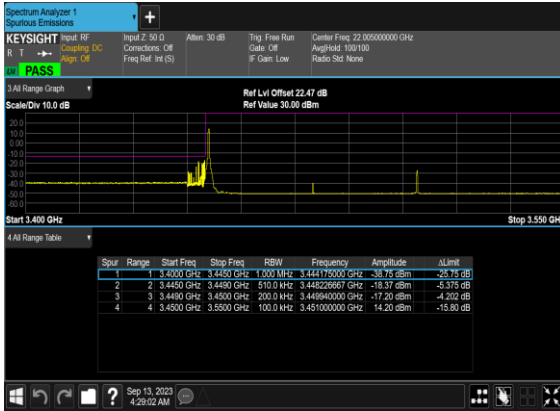 Spectrum Analyzer 1
Spurious Emissions
+
KEYSIGHT Input: RF Input Z: 50 Ω Atten: 30 dB Trig: Free Run Center Freq: 22.005000000 GHz
R T Coupling: DC Corrections: Off Gate: Off Avg|Hold: 100/100
Align: Off Freq Ref: Int (S) IF Gain: Low Radio Std: None
PASS
3 All Range Graph
Ref Lvl Offset 22.47 dB
Scale/Div 10.0 dB Ref Value 30.00 dBm
20.0
10.0
0.00
-10.0
-20.0
-30.0
-40.0
-50.0
-60.0
Start 3.400 GHz Stop 3.550 GH
4 All Range Table
Spur Range Start Freq Stop Freq RBW Frequency Amplitude ΔLimit
1 1 3.4000 GHz 3.4450 GHz 1.000 MHz 3.444175000 GHz -38.75 dBm -25.75 dB
2 2 3.4450 GHz 3.4490 GHz 510.0 kHz 3.448226667 GHz -18.37 dBm -5.375 dB
3 3 3.4490 GHz 3.4500 GHz 200.0 kHz 3.449940000 GHz -17.20 dBm -4.202 dB
4 4 3.4500 GHz 3.5500 GHz 100.0 kHz 3.451000000 GHz 14.20 dBm -15.80 dB
? Sep 13, 2023
4:29:02 AM